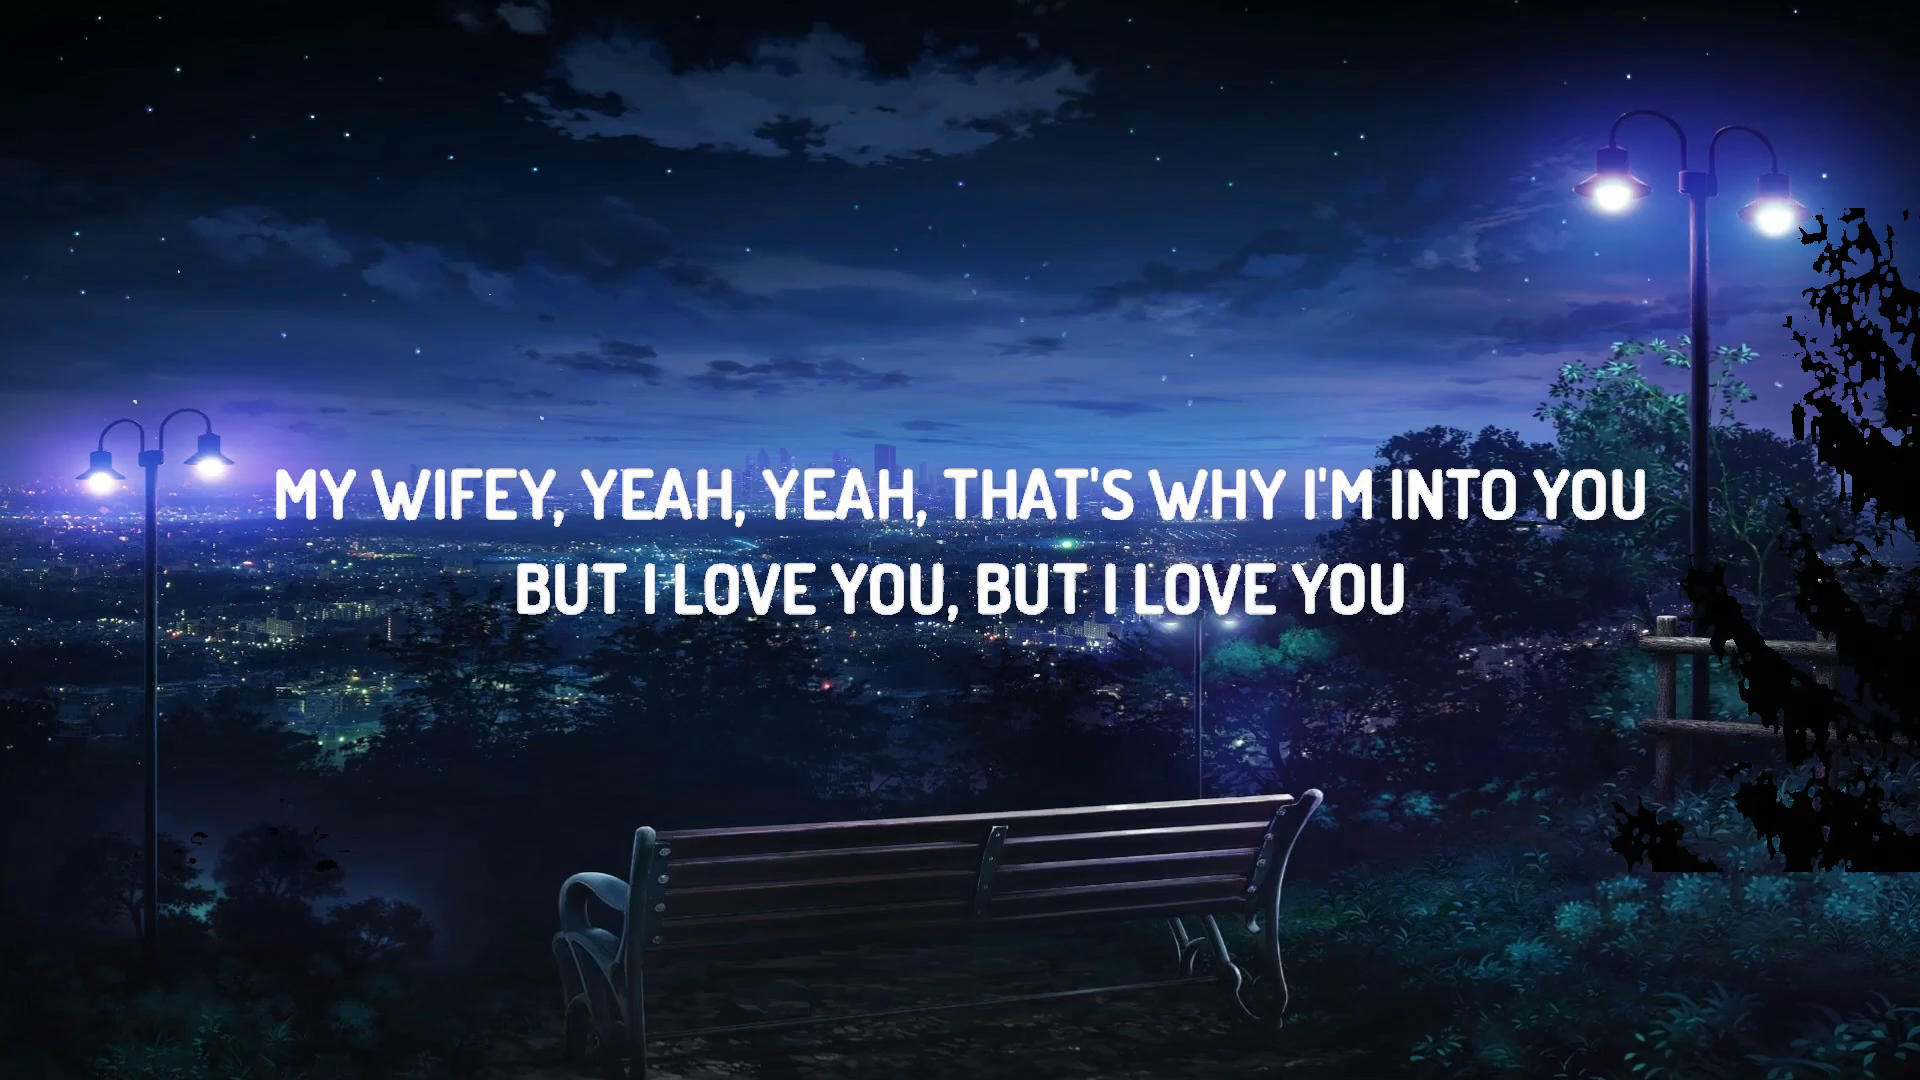 MY WIFEY, YEAH, YEAH, THAT'S WHY I'M INTO YOU
BUT I LOVE YOU, BUT I LOVE YOU